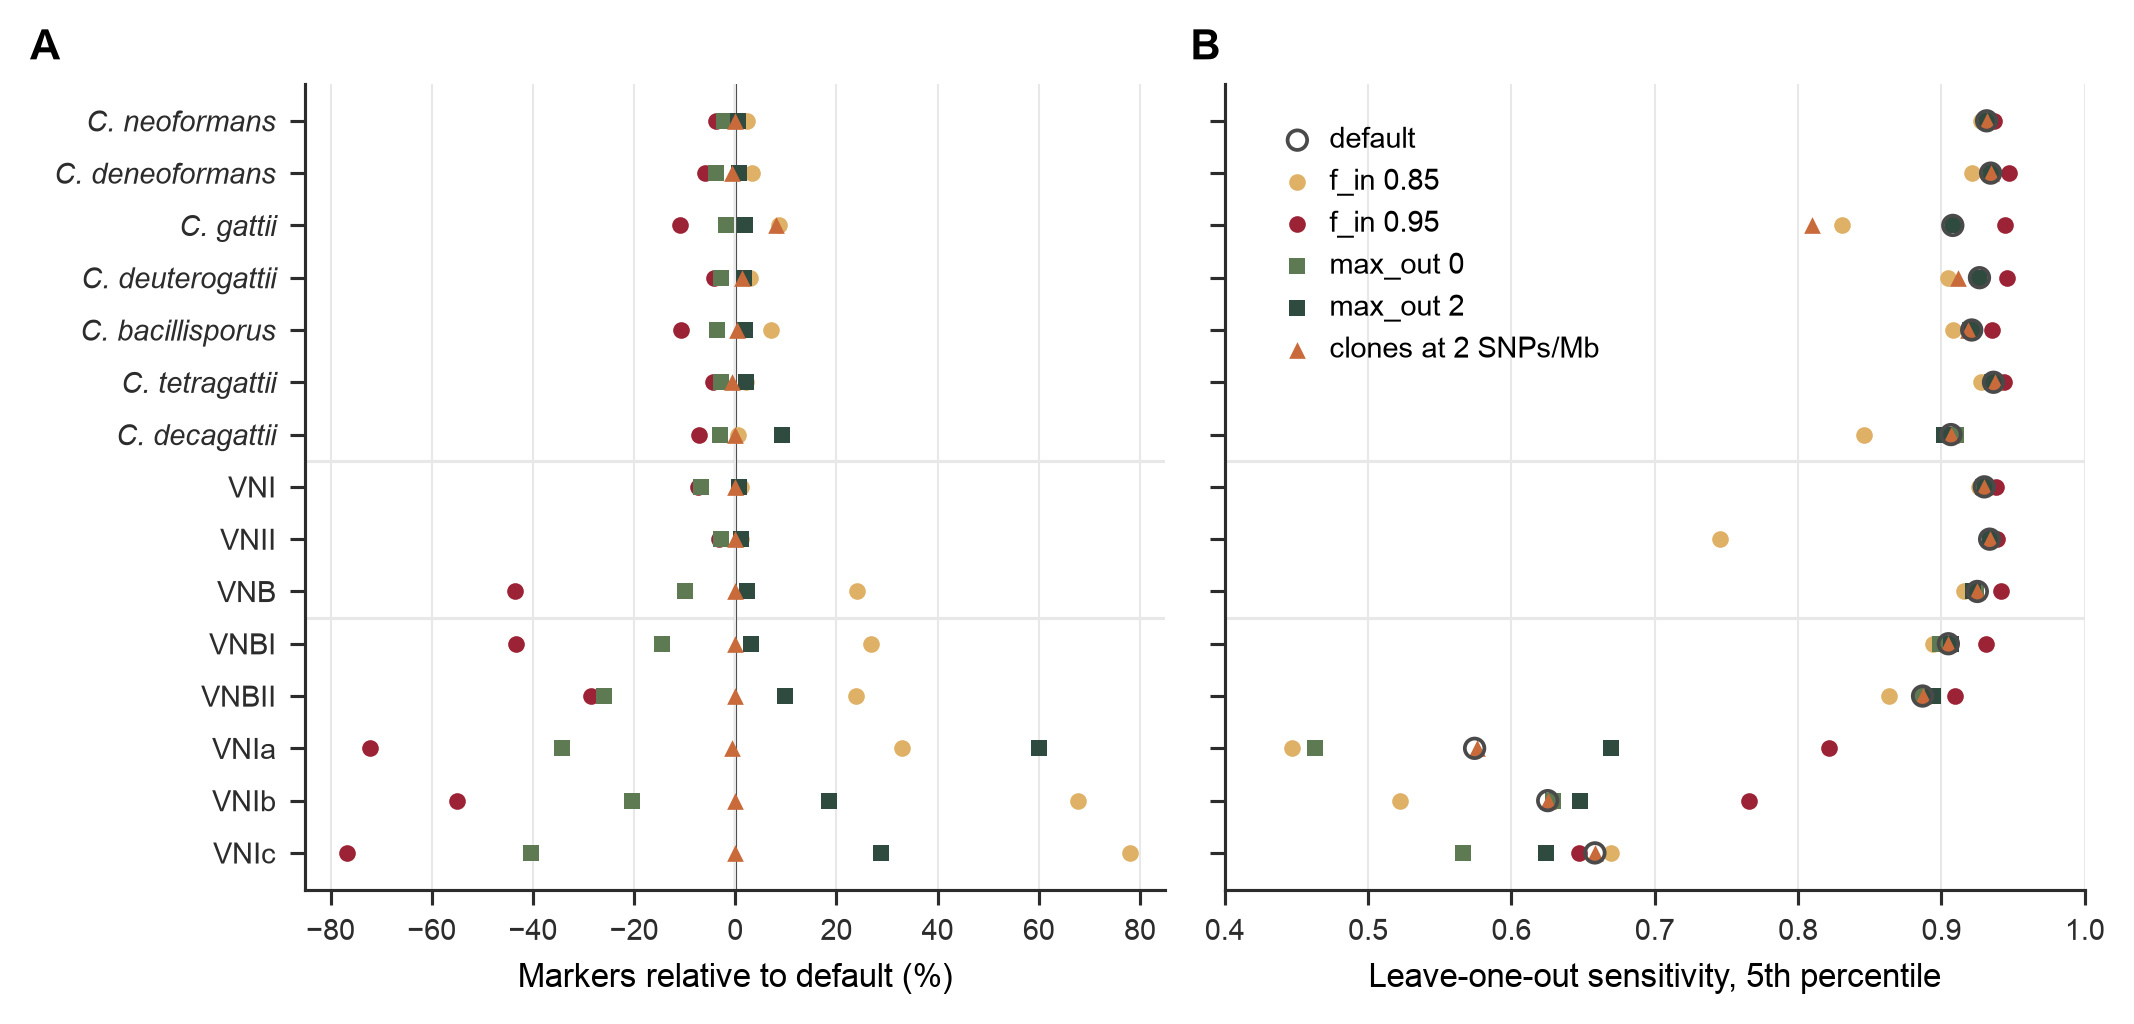 A
B
C. neoformans
C. deneoformans
C. gattii
C. deuterogattii
C. bacillisporus
C. tetragattii
C. decagattii
VNI
VNII
VNB
VNBI
VNBII
VNIa
VNIb
VNIc
−80 −60 −40 −20 0 20 40 60 80
Markers relative to default (%)
default
f_in 0.85
f_in 0.95
max_out 0
max_out 2
clones at 2 SNPs/Mb
0.4 0.5 0.6 0.7 0.8 0.9 1.0
Leave-one-out sensitivity, 5th percentile